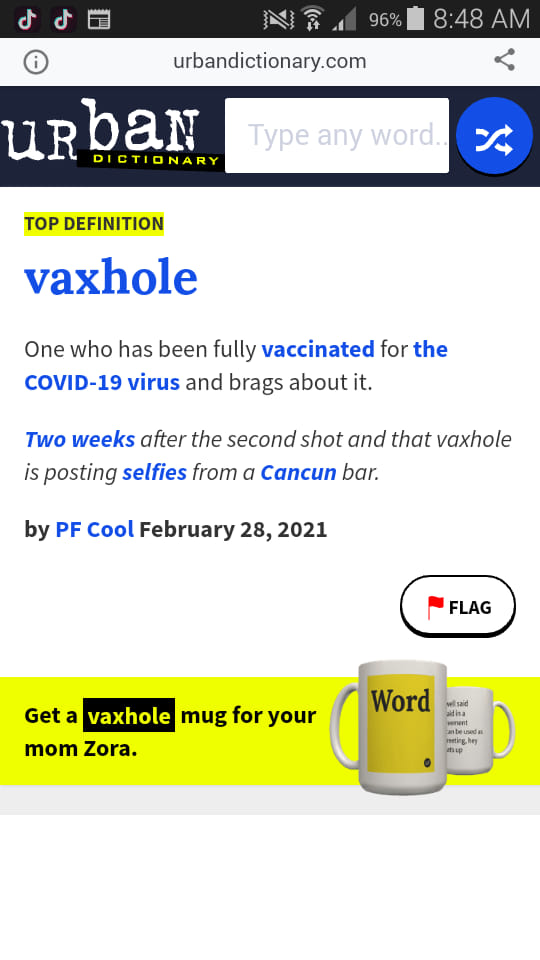 96% 8:48 AM
urbandictionary.com
urban
DICTIONARY
Type any word..
TOP DEFINITION
vaxhole
One who has been fully vaccinated for the
COVID-19 virus and brags about it.
Two weeks after the second shot and that vaxhole
is posting selfies from a Cancun bar.
by PF Cool February 28, 2021
FLAG
Get a vaxhole mug for your
mom Zora.
Word
well said